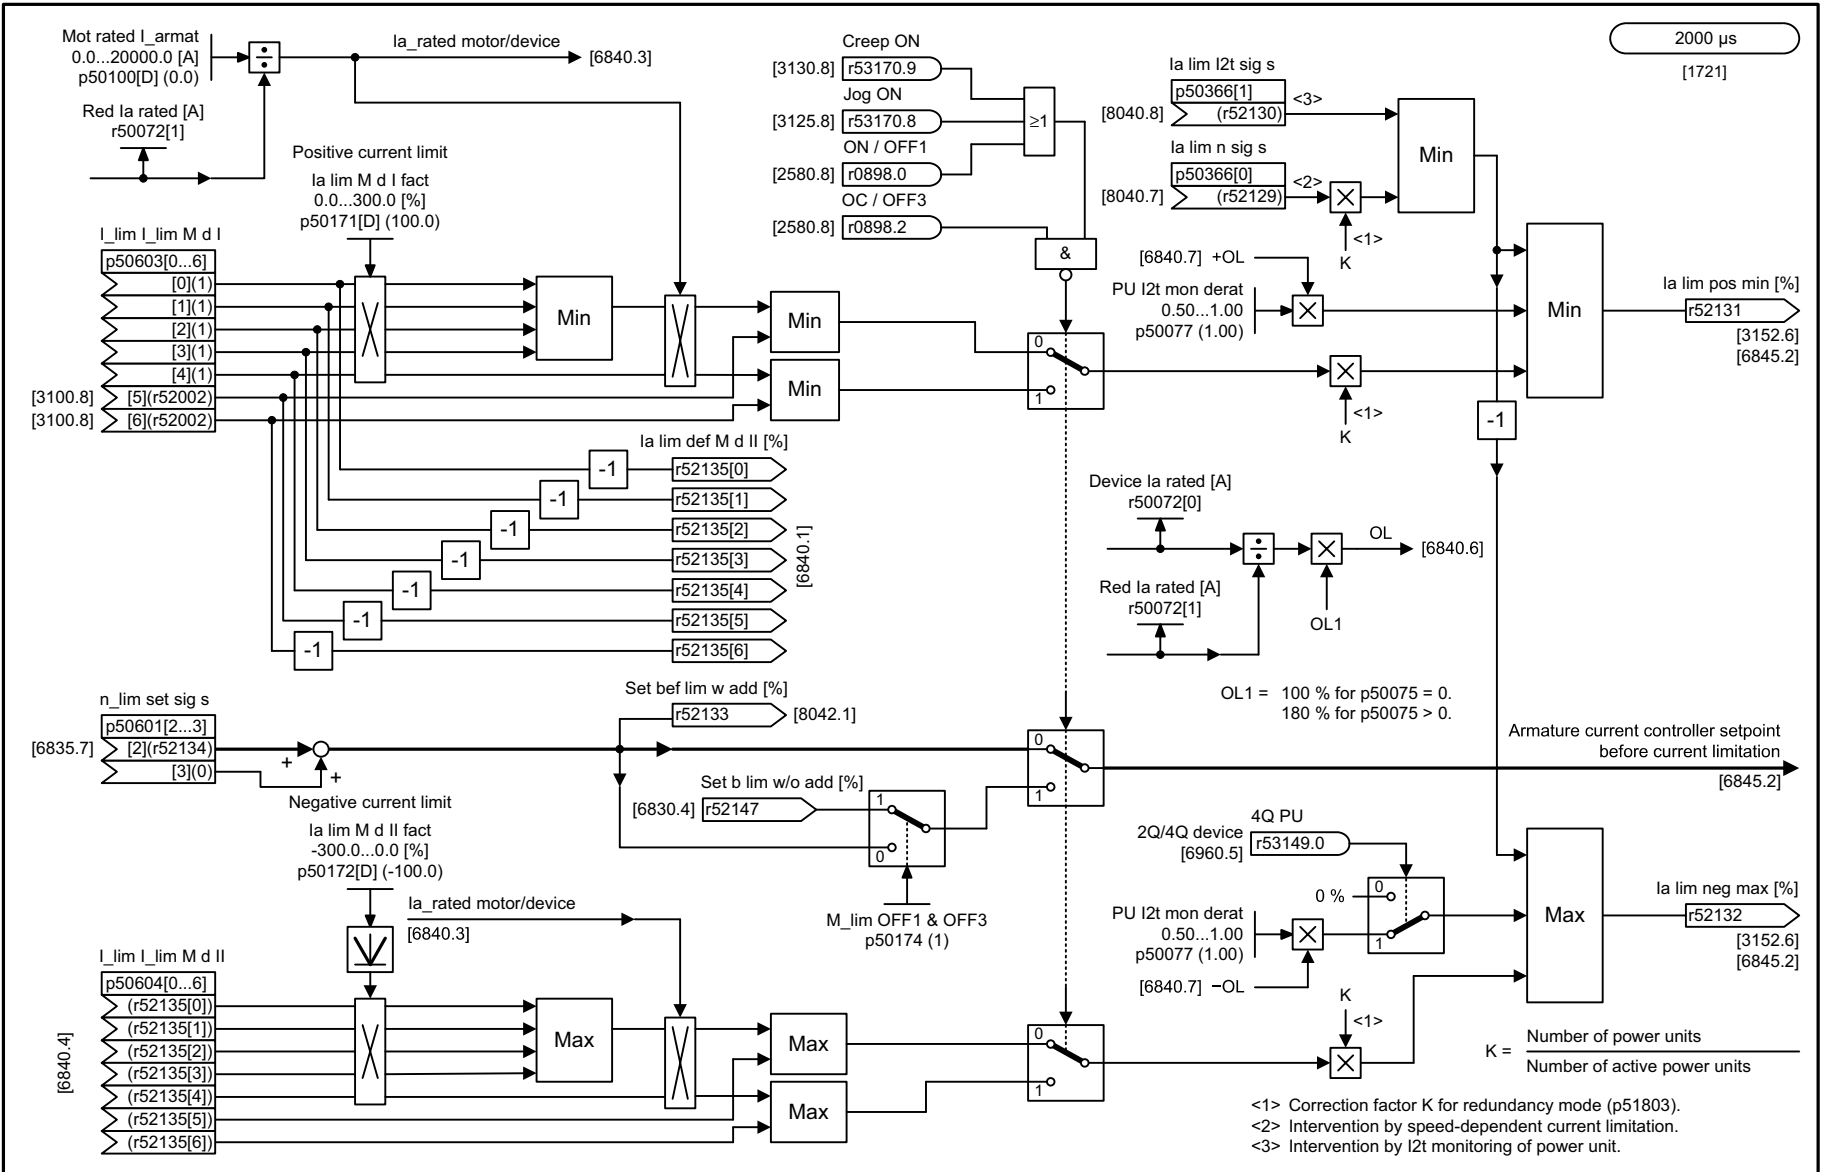 Mot rated I_armat
0.0...20000.0 [A]
p50100[D] (0.0)
÷
Ia_rated motor/device
[6840.3]
Red Ia rated [A]
r50072[1]
Positive current limit
Ia lim M d I fact
0.0...300.0 [%]
p50171[D] (100.0)
I_lim I_lim M d I
p50603[0...6]
[0](1)
[1](1)
[2](1)
[3](1)
[4](1)
[3100.8] [5](r52002)
[3100.8] [6](r52002)
Min
Min
Min
Creep ON
[3130.8] r53170.9
Jog ON
[3125.8] r53170.8
ON / OFF1
[2580.8] r0898.0
OC / OFF3
[2580.8] r0898.2
≥1
&
0
1
2000 µs
[1721]
Ia lim I2t sig s
p50366[1]
[8040.8] (r52130)
<3>
Ia lim n sig s
p50366[0]
[8040.7] (r52129)
<2>
×
<1>
K
Min
[6840.7] +OL
PU I2t mon derat
0.50...1.00
p50077 (1.00)
×
×
<1>
K
Min
Ia lim pos min [%]
r52131
[3152.6]
[6845.2]
-1
Ia lim def M d II [%]
-1 r52135[0]
-1 r52135[1]
-1 r52135[2]
-1 r52135[3]
-1 r52135[4]
-1 r52135[5]
-1 r52135[6]
[6840.1]
Device Ia rated [A]
r50072[0]
÷
×
OL
[6840.6]
Red Ia rated [A]
r50072[1]
OL1
OL1 = 100 % for p50075 = 0.
180 % for p50075 > 0.
n_lim set sig s
p50601[2...3]
[6835.7] [2](r52134)
[3](0)
+
+
Set bef lim w add [%]
r52133 [8042.1]
Set b lim w/o add [%]
[6830.4] r52147
1
0
M_lim OFF1 & OFF3
p50174 (1)
0
1
Armature current controller setpoint
before current limitation
[6845.2]
Negative current limit
Ia lim M d II fact
-300.0...0.0 [%]
p50172[D] (-100.0)
Ia_rated motor/device
[6840.3]
I_lim I_lim M d II
p50604[0...6]
(r52135[0])
(r52135[1])
(r52135[2])
(r52135[3])
(r52135[4])
(r52135[5])
(r52135[6])
[6840.4]
Max
Max
Max
0
1
2Q/4Q device
[6960.5]
4Q PU
r53149.0
0 %
0
1
PU I2t mon derat
0.50...1.00
p50077 (1.00)
×
[6840.7] −OL
K
<1>
×
Max
Ia lim neg max [%]
r52132
[3152.6]
[6845.2]
K =
Number of power units
Number of active power units
<1> Correction factor K for redundancy mode (p51803).
<2> Intervention by speed-dependent current limitation.
<3> Intervention by I2t monitoring of power unit.